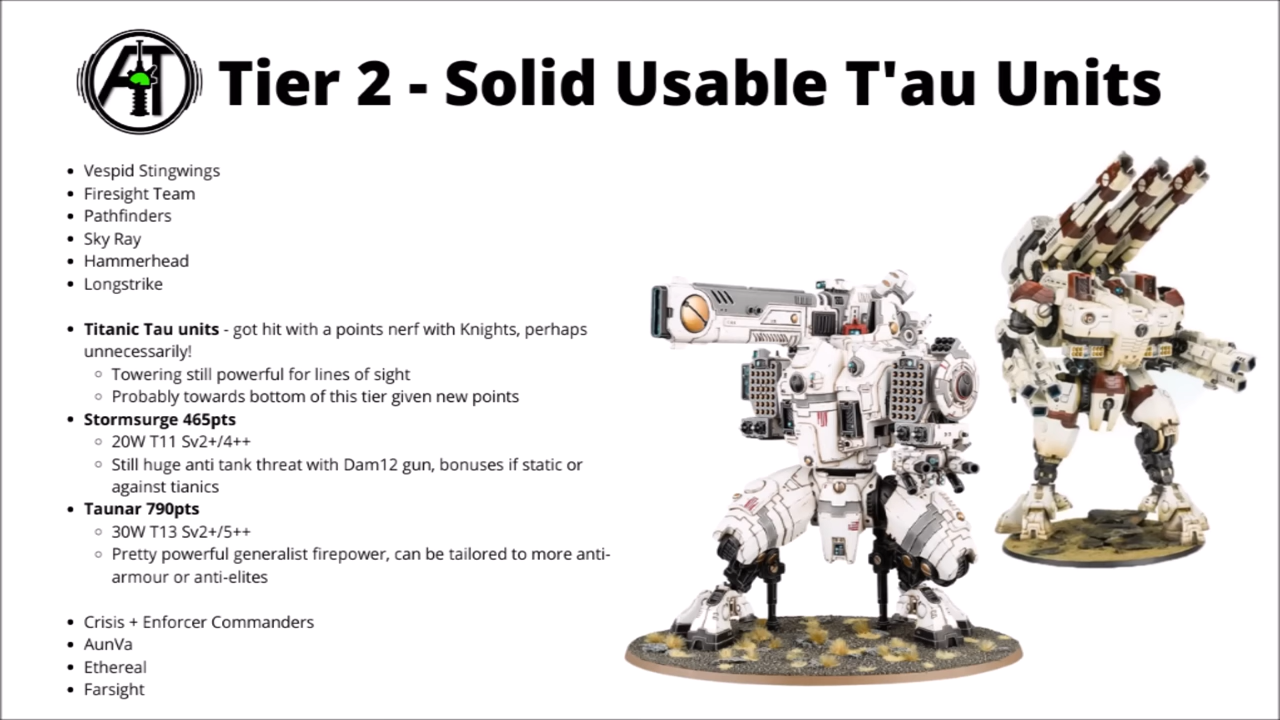 AT
Tier 2 - Solid Usable T'au Units
• Vespid Stingwings
• Firesight Team
• Pathfinders
• Sky Ray
• Hammerhead
• Longstrike
• Titanic Tau units - got hit with a points nerf with Knights, perhaps
unnecessarily!
◦ Towering still powerful for lines of sight
◦ Probably towards bottom of this tier given new points
• Stormsurge 465pts
◦ 20W T11 Sv2+/4++
◦ Still huge anti tank threat with Dam12 gun, bonuses if static or
against tianics
• Taunar 790pts
◦ 30W T13 Sv2+/5++
◦ Pretty powerful generalist firepower, can be tailored to more anti-
armour or anti-elites
• Crisis + Enforcer Commanders
• AunVa
• Ethereal
• Farsight